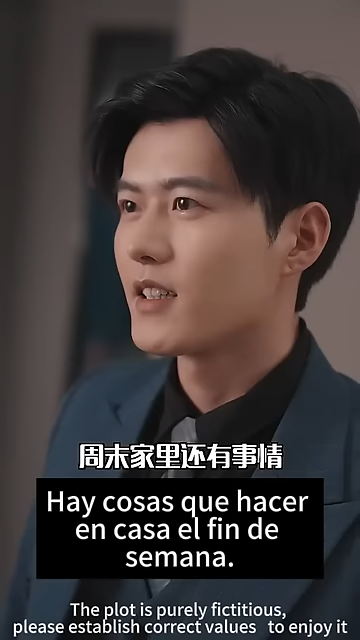 周末家里还有事情
Hay cosas que hacer
en casa el fin de
semana.
The plot is purely fictitious,
please establish correct values to enjoy it